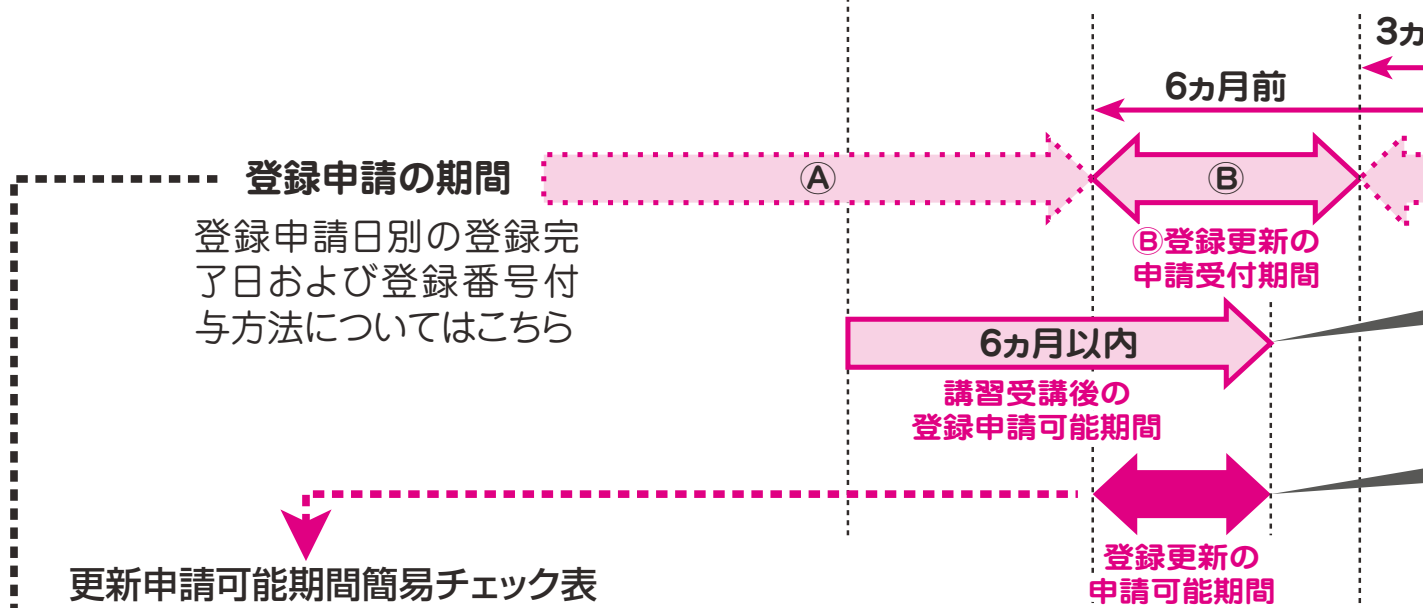 3カ
6ヵ月前
登録申請の期間
Ⓐ
Ⓑ
登録申請日別の登録完
了日および登録番号付
与方法についてはこちら
Ⓑ登録更新の
申請受付期間
6ヵ月以内
講習受講後の
登録申請可能期間
登録更新の
申請可能期間
更新申請可能期間簡易チェック表